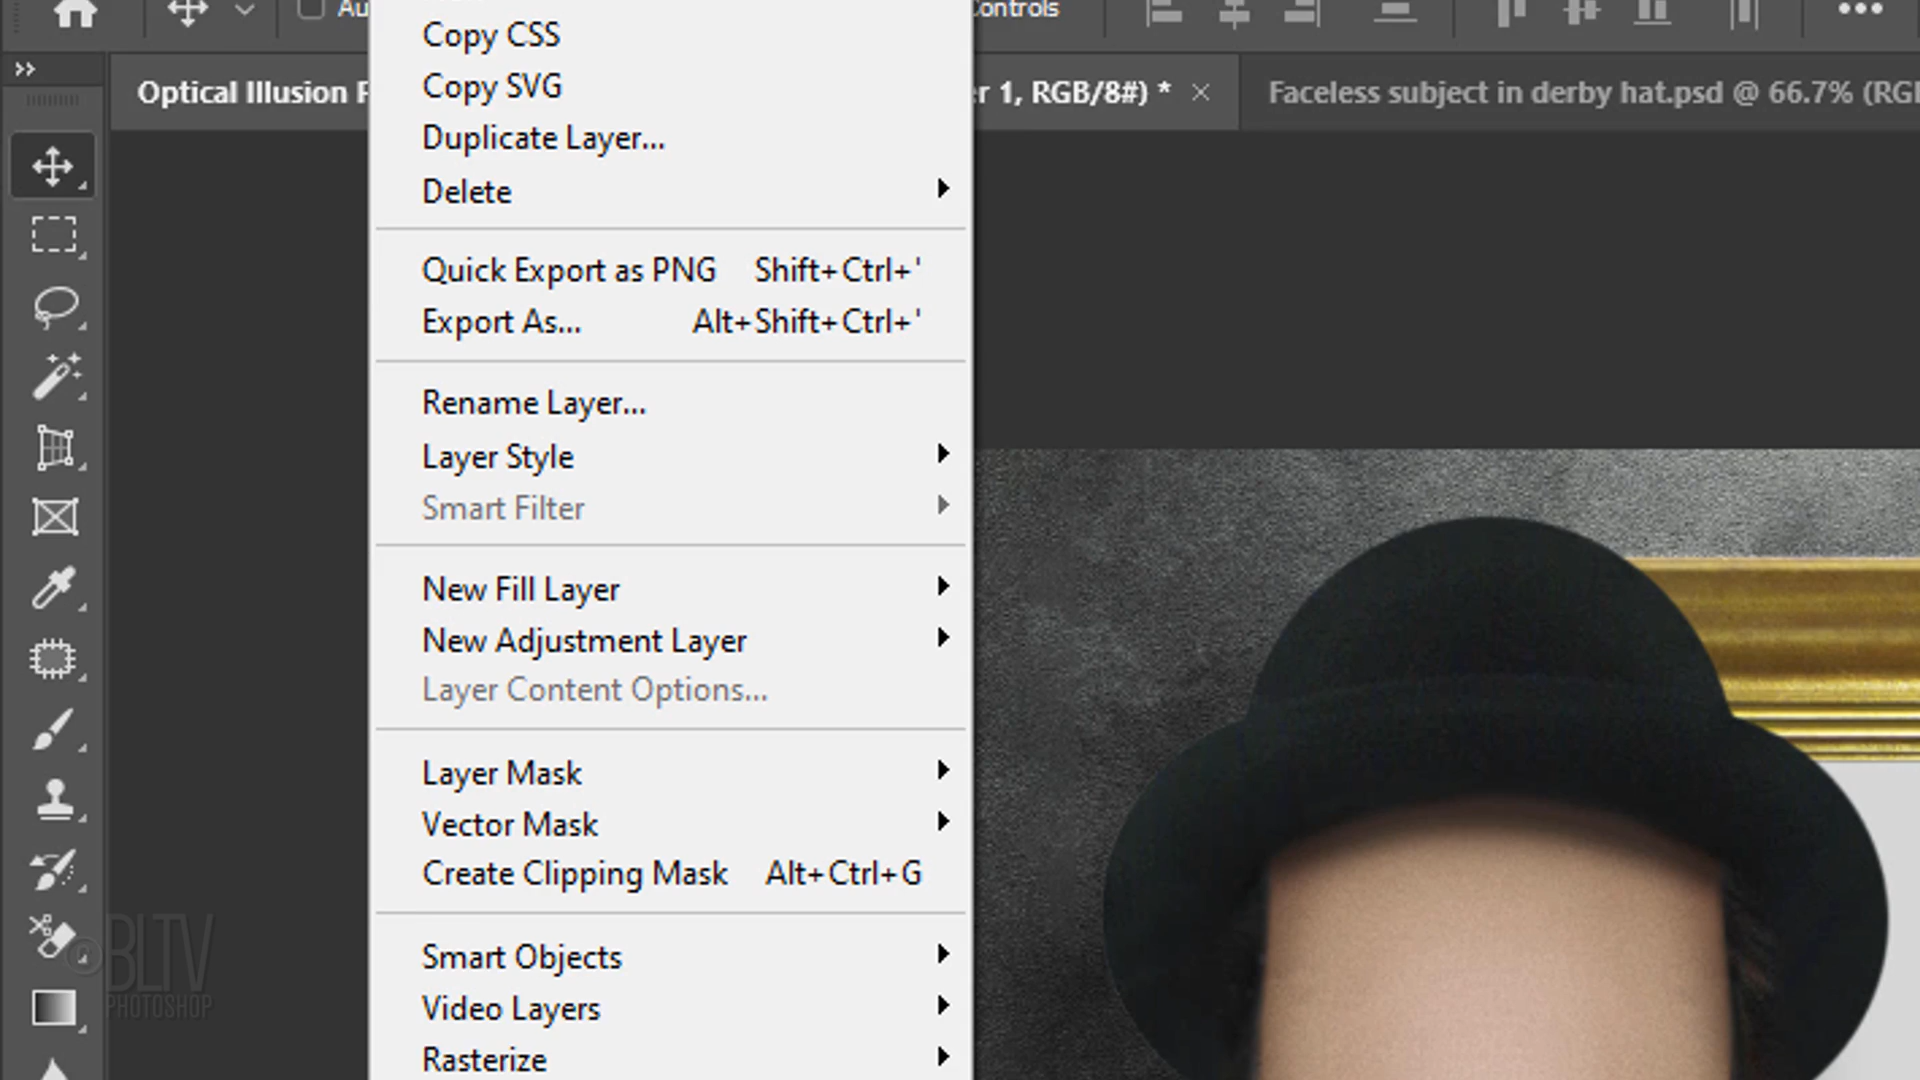 Au
Controls
Optical Illusion
1, RGB/8#) *
Faceless subject in derby hat.psd @ 66.7% (RG
Copy CSS
Copy SVG
Duplicate Layer...
Delete
Quick Export as PNG Shift+Ctrl+'
Export As... Alt+Shift+Ctrl+'
Rename Layer...
Layer Style
Smart Filter
New Fill Layer
New Adjustment Layer
Layer Content Options...
Layer Mask
Vector Mask
Create Clipping Mask Alt+Ctrl+G
Smart Objects
Video Layers
Rasterize
©BLTV
PHOTOSHOP